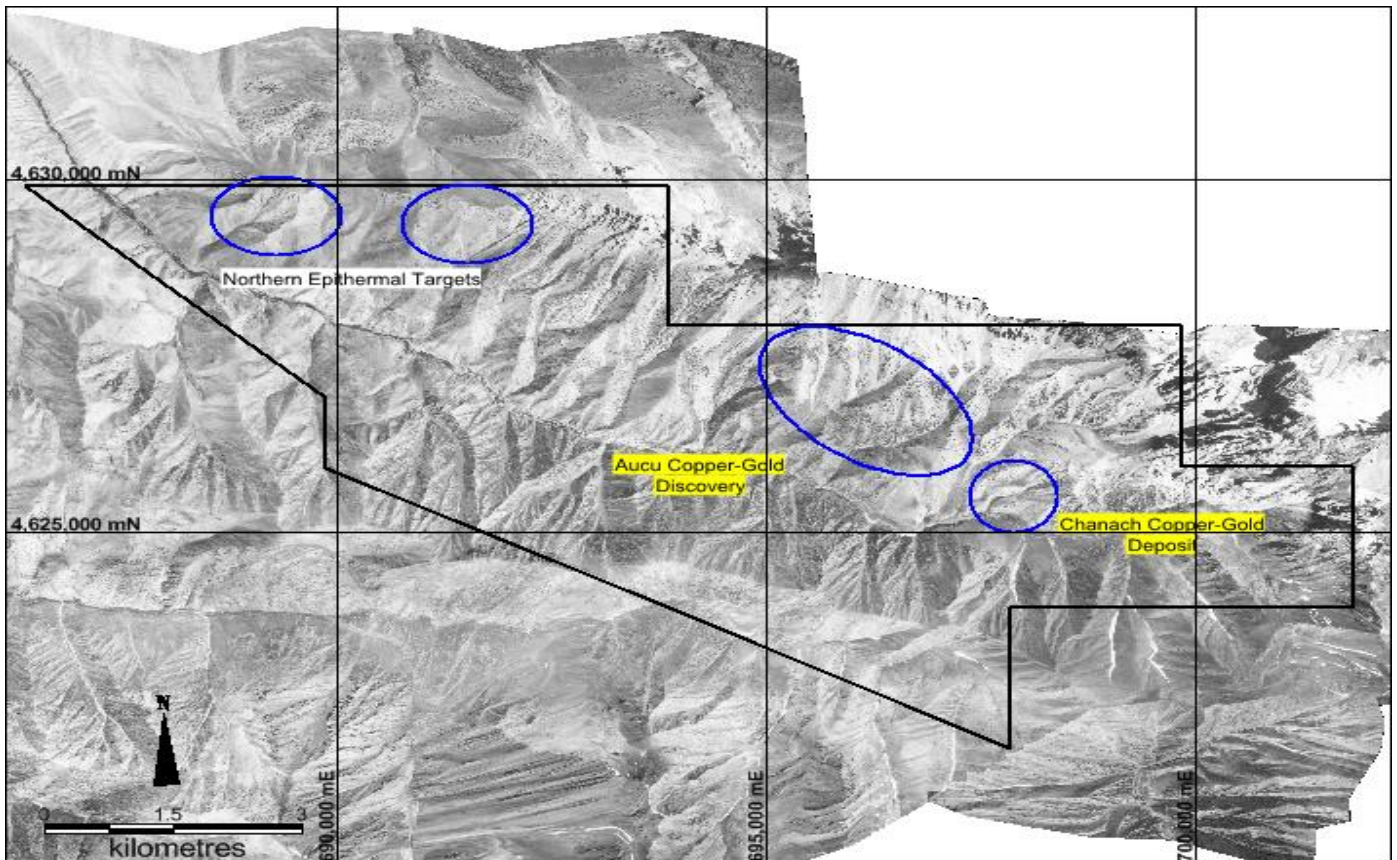 4,630,000 mN
Northern Epithermal Targets
Aucu Copper-Gold
Discovery
4,625,000 mN
Chanach Copper-Gold
Deposit
N
690,000 mE
695,000 mE
700,000 mE
0 1.5 3
kilometres